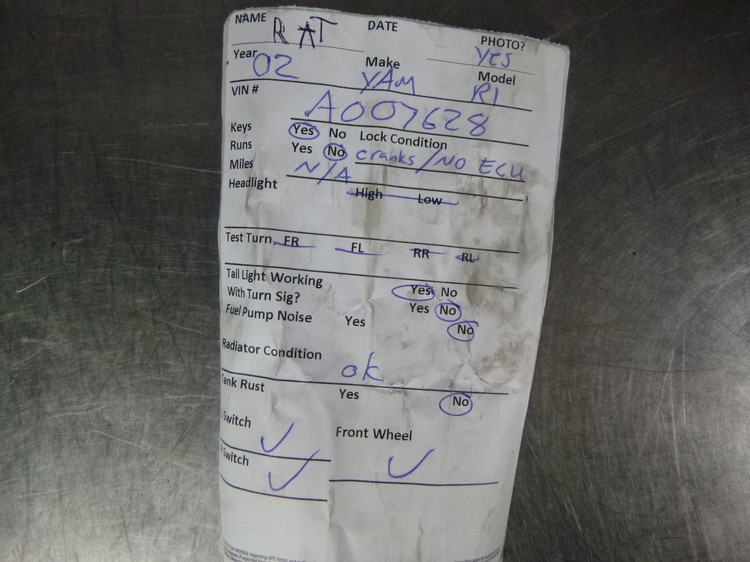 NAME RAT DATE PHOTO? YES
Year 02 Make YAM Model R1
VIN # A007628
Keys Yes No Lock Condition
Runs Yes No cranks/NO ECU
Miles N/A
Headlight High Low
Test Turn FR FL RR RL
Tail Light Working Yes No
With Turn Sig? Yes No
Fuel Pump Noise Yes No
Radiator Condition ok
Tank Rust Yes No
Switch ✓ Front Wheel ✓
Switch ✓